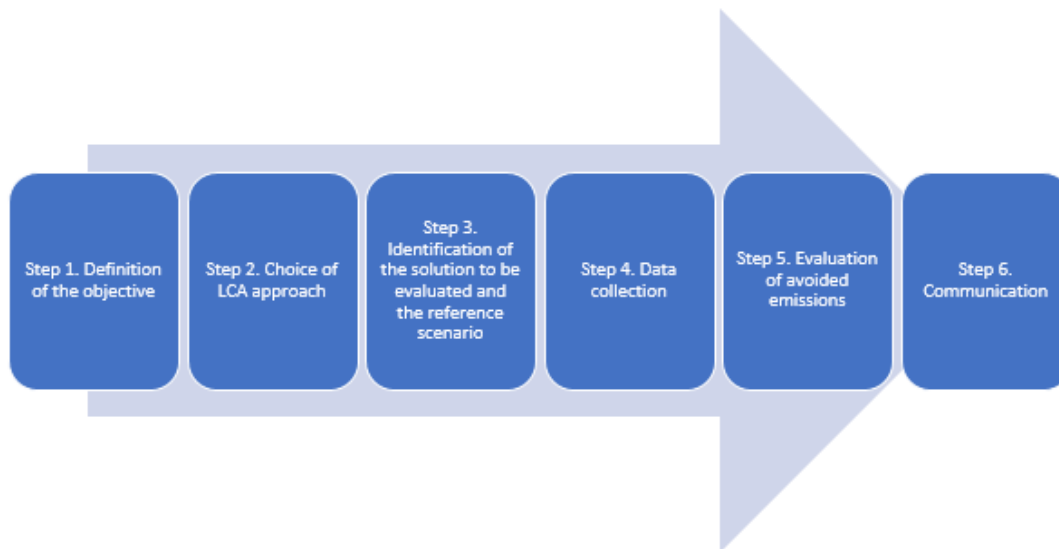 Step 1. Definition
of the objective
Step 2. Choice of
LCA approach
Step 3.
Identification of
the solution to be
evaluated and
the reference
scenario
Step 4. Data
collection
Step 5. Evaluation
of avoided
emissions
Step 6.
Communication